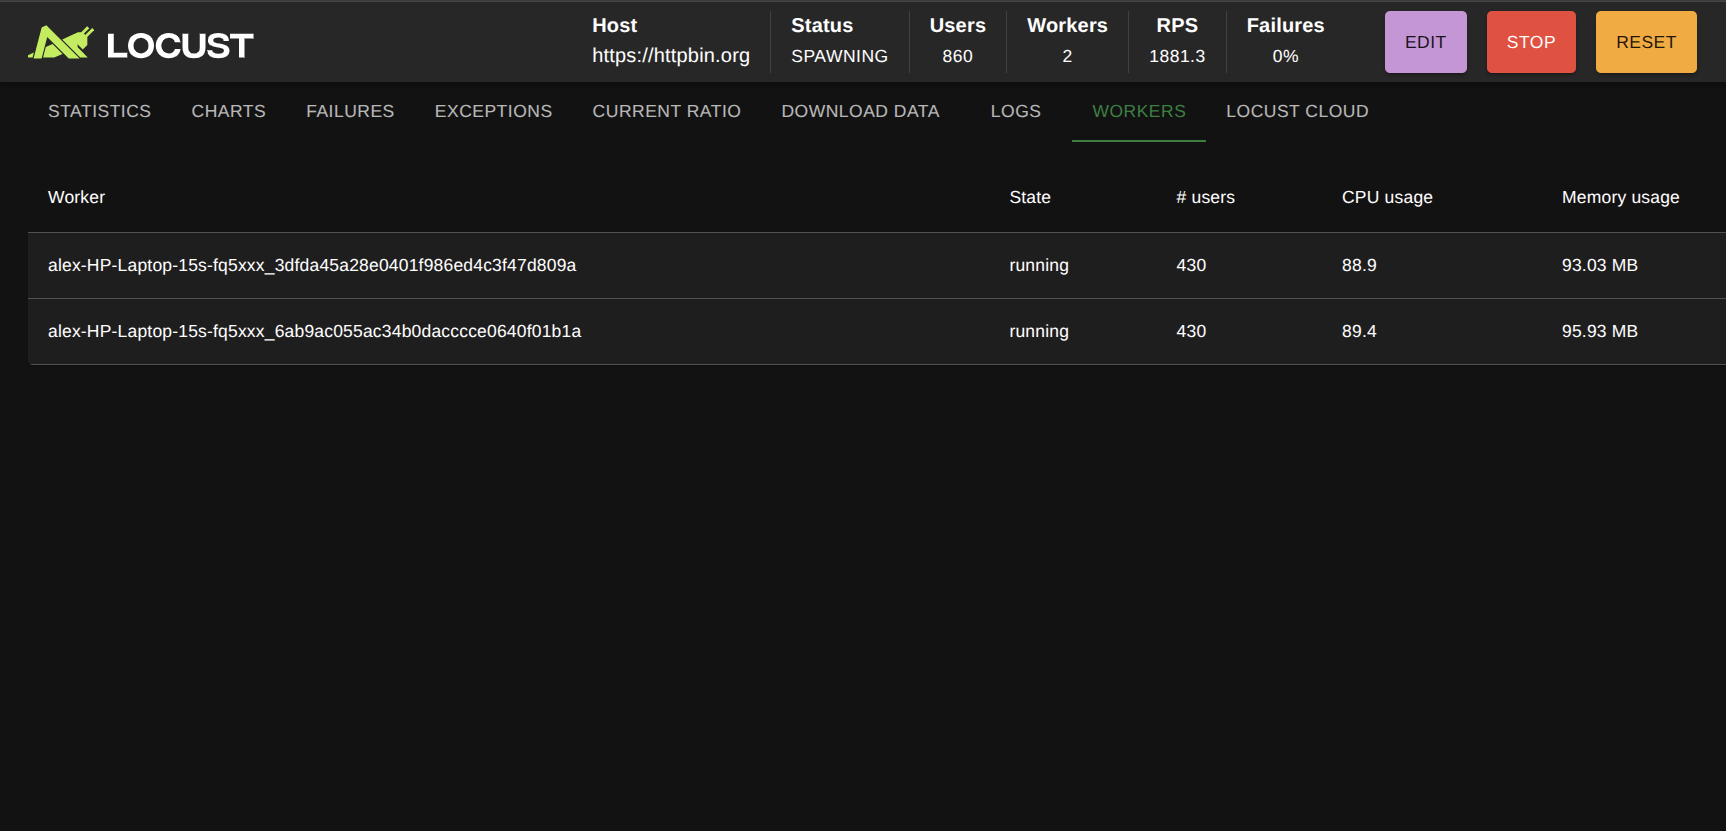 LOCUST
Host Status Users Workers RPS Failures
https://httpbin.org SPAWNING 860 2 1881.3 0%
EDIT STOP RESET
STATISTICS CHARTS FAILURES EXCEPTIONS CURRENT RATIO DOWNLOAD DATA LOGS WORKERS LOCUST CLOUD
Worker State # users CPU usage Memory usage
alex-HP-Laptop-15s-fq5xxx_3dfda45a28e0401f986ed4c3f47d809a running 430 88.9 93.03 MB
alex-HP-Laptop-15s-fq5xxx_6ab9ac055ac34b0dacccce0640f01b1a running 430 89.4 95.93 MB